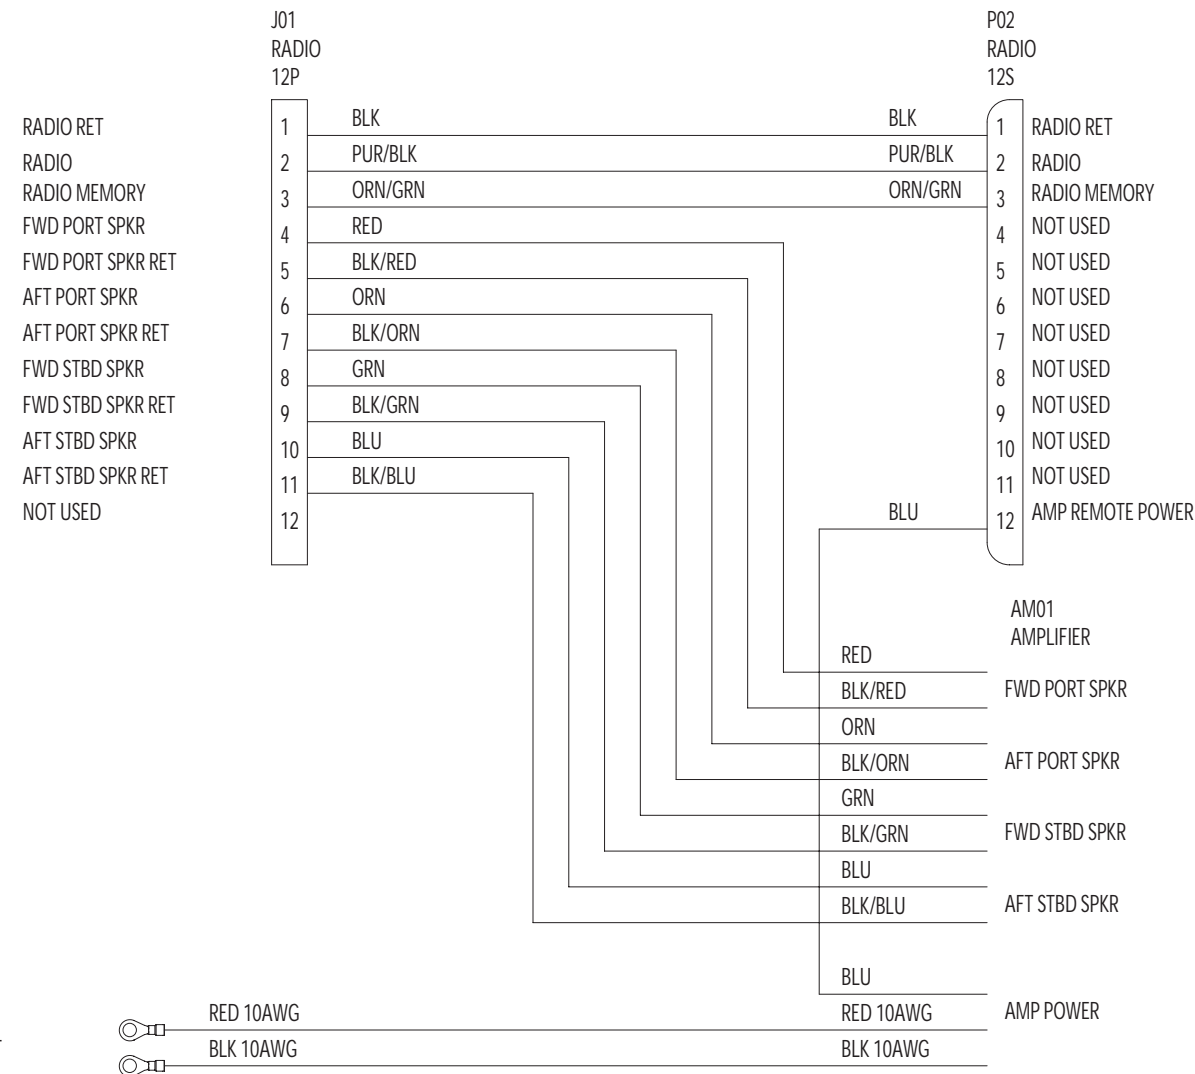 J01
RADIO
12P
P02
RADIO
12S
RADIO RET 1 BLK BLK 1 RADIO RET
RADIO 2 PUR/BLK PUR/BLK 2 RADIO
RADIO MEMORY 3 ORN/GRN ORN/GRN 3 RADIO MEMORY
FWD PORT SPKR 4 RED 4 NOT USED
FWD PORT SPKR RET 5 BLK/RED 5 NOT USED
AFT PORT SPKR 6 ORN 6 NOT USED
AFT PORT SPKR RET 7 BLK/ORN 7 NOT USED
FWD STBD SPKR 8 GRN 8 NOT USED
FWD STBD SPKR RET 9 BLK/GRN 9 NOT USED
AFT STBD SPKR 10 BLU 10 NOT USED
AFT STBD SPKR RET 11 BLK/BLU 11 NOT USED
NOT USED 12 BLU 12 AMP REMOTE POWER
AM01
AMPLIFIER
RED
BLK/RED FWD PORT SPKR
ORN
BLK/ORN AFT PORT SPKR
GRN
BLK/GRN FWD STBD SPKR
BLU
BLK/BLU AFT STBD SPKR
BLU
RED 10AWG RED 10AWG AMP POWER
BLK 10AWG BLK 10AWG